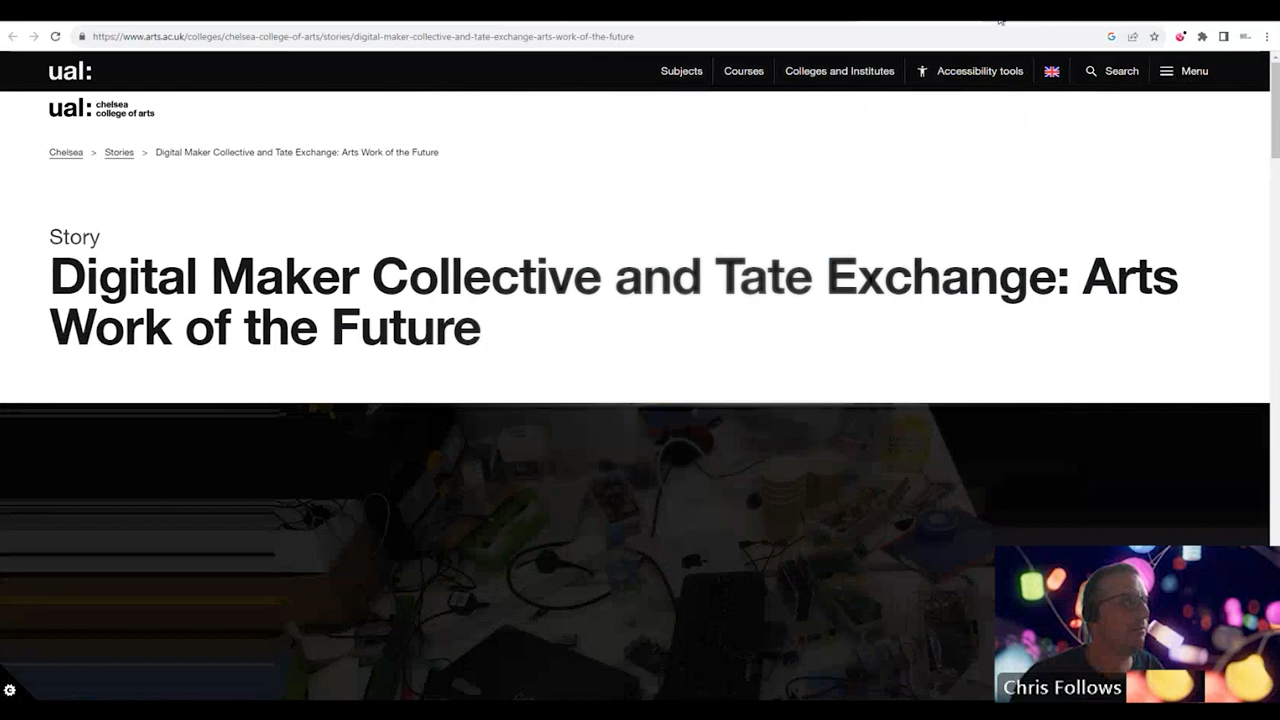 https://www.arts.ac.uk/colleges/chelsea-college-of-arts/stories/digital-maker-collective-and-tate-exchange-arts-work-of-the-future
ual:
Subjects
Courses
Colleges and Institutes
Accessibility tools
Search
Menu
ual: chelsea
college of arts
Chelsea > Stories > Digital Maker Collective and Tate Exchange: Arts Work of the Future
Story
Digital Maker Collective and Tate Exchange: Arts
Work of the Future
Chris Follows